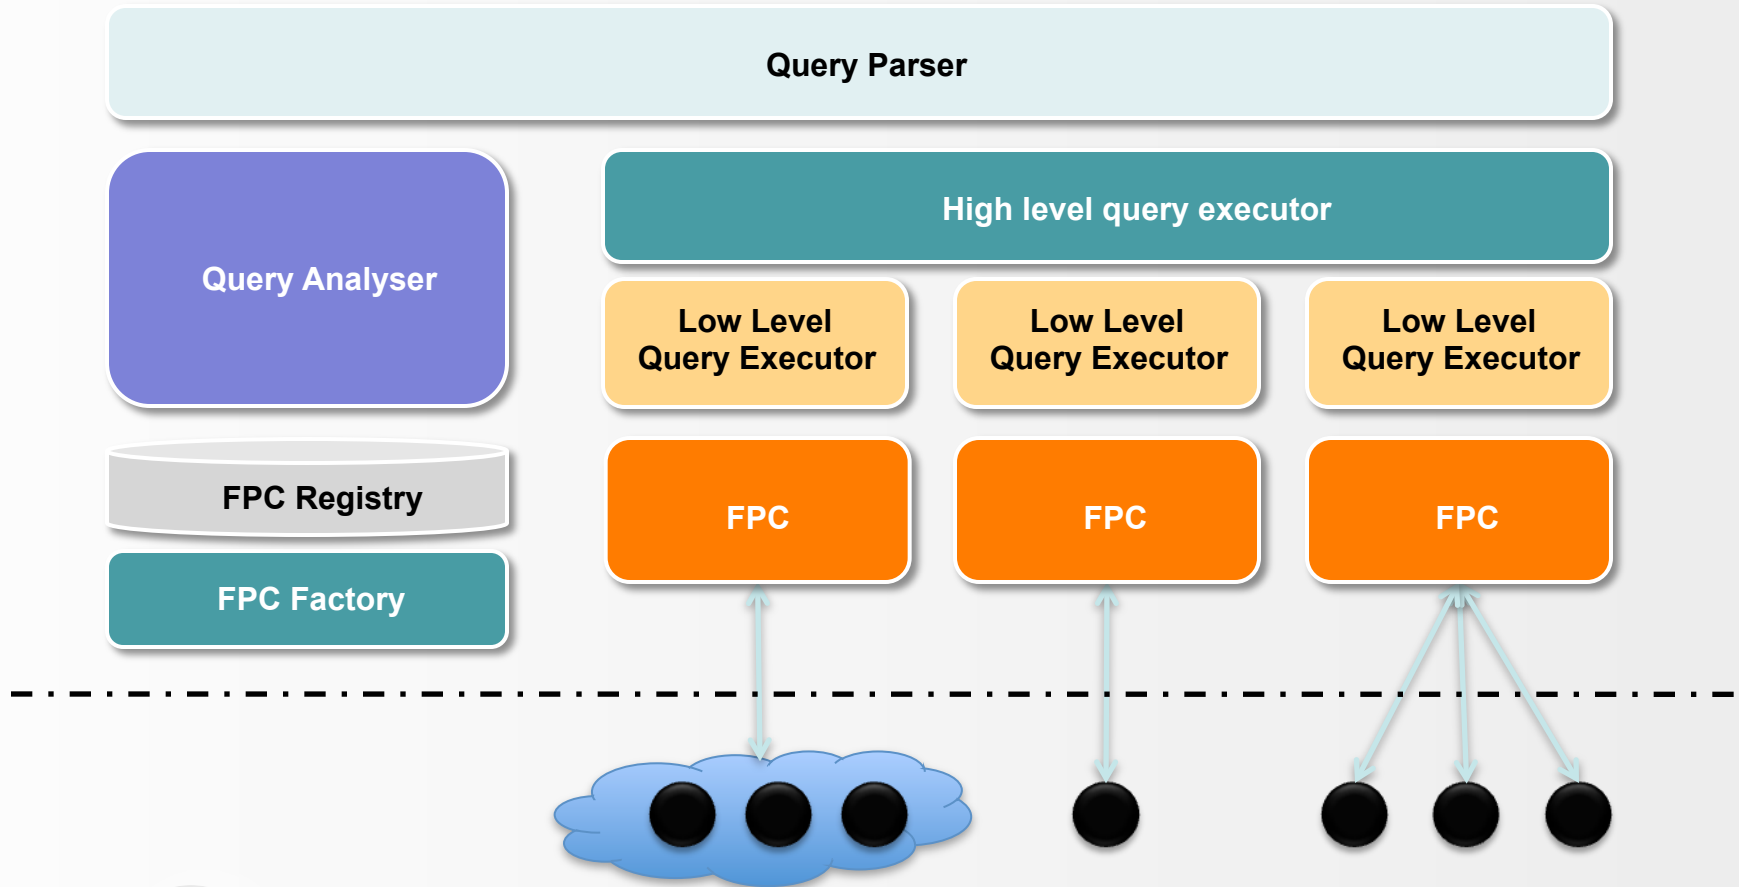 Query Parser
Query Analyser
High level query executor
Low Level
Query Executor
Low Level
Query Executor
Low Level
Query Executor
FPC Registry
FPC Factory
FPC
FPC
FPC